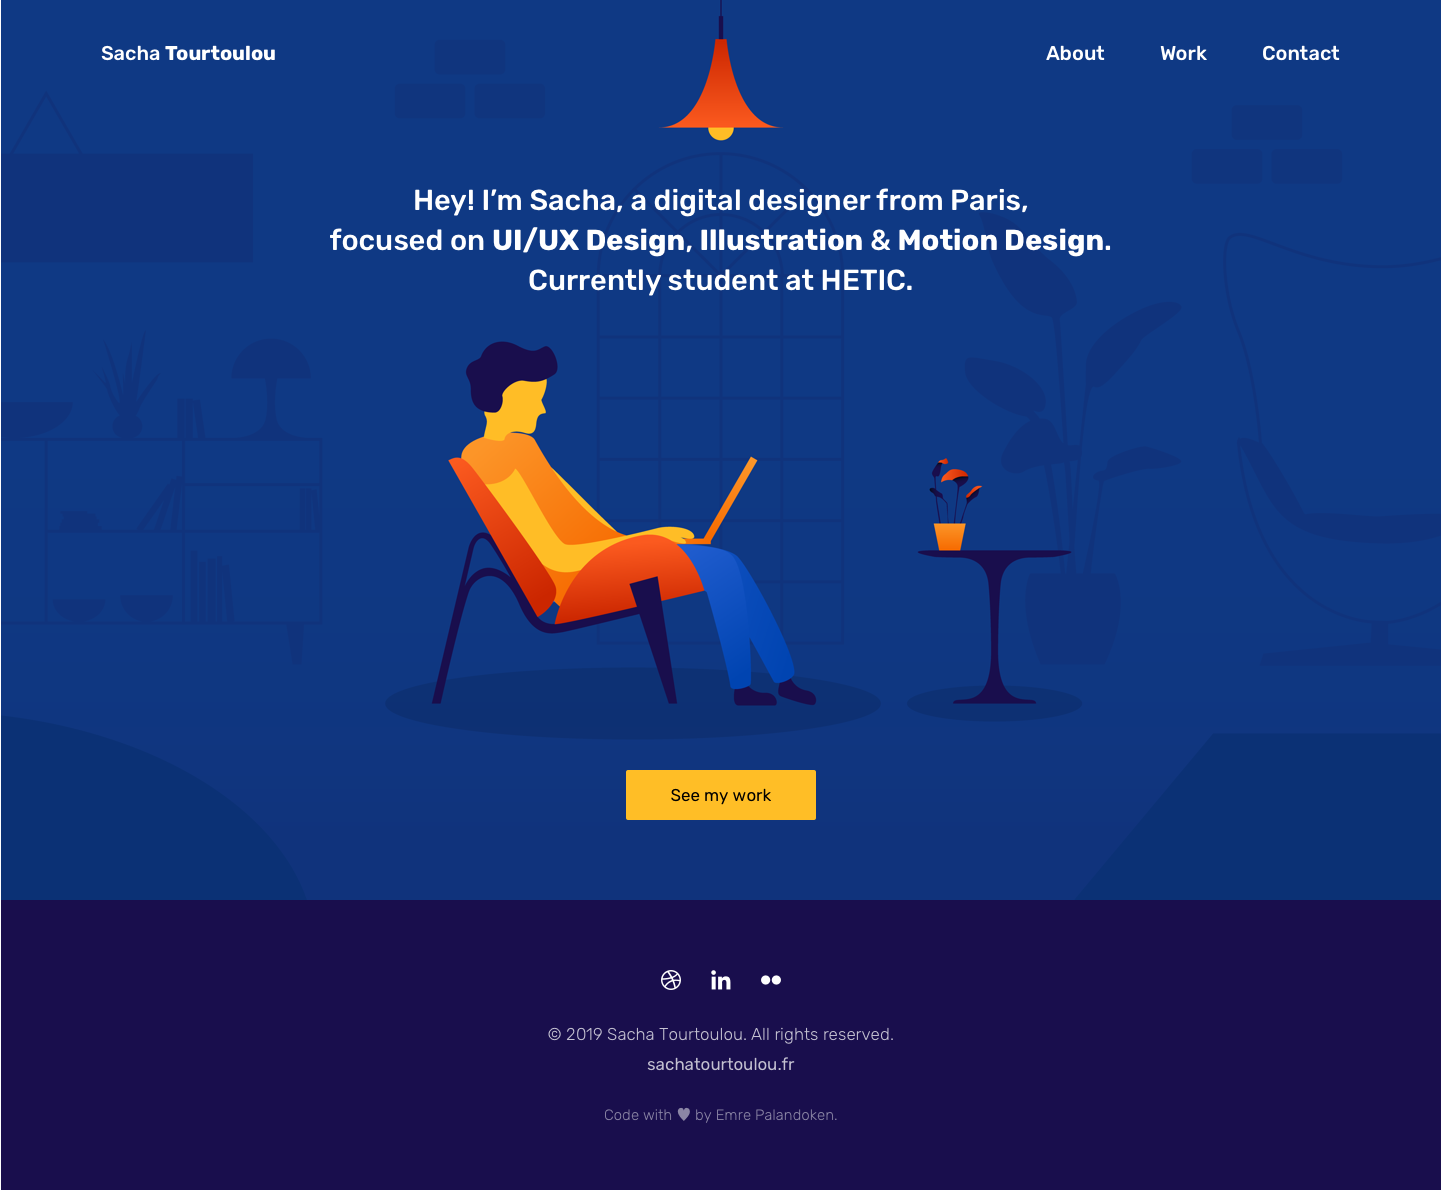 Sacha Tourtoulou
About
Work
Contact
Hey! I’m Sacha, a digital designer from Paris,
focused on UI/UX Design, Illustration & Motion Design.
Currently student at HETIC.
See my work
in
© 2019 Sacha Tourtoulou. All rights reserved.
sachatourtoulou.fr
Code with ♥ by Emre Palandoken.